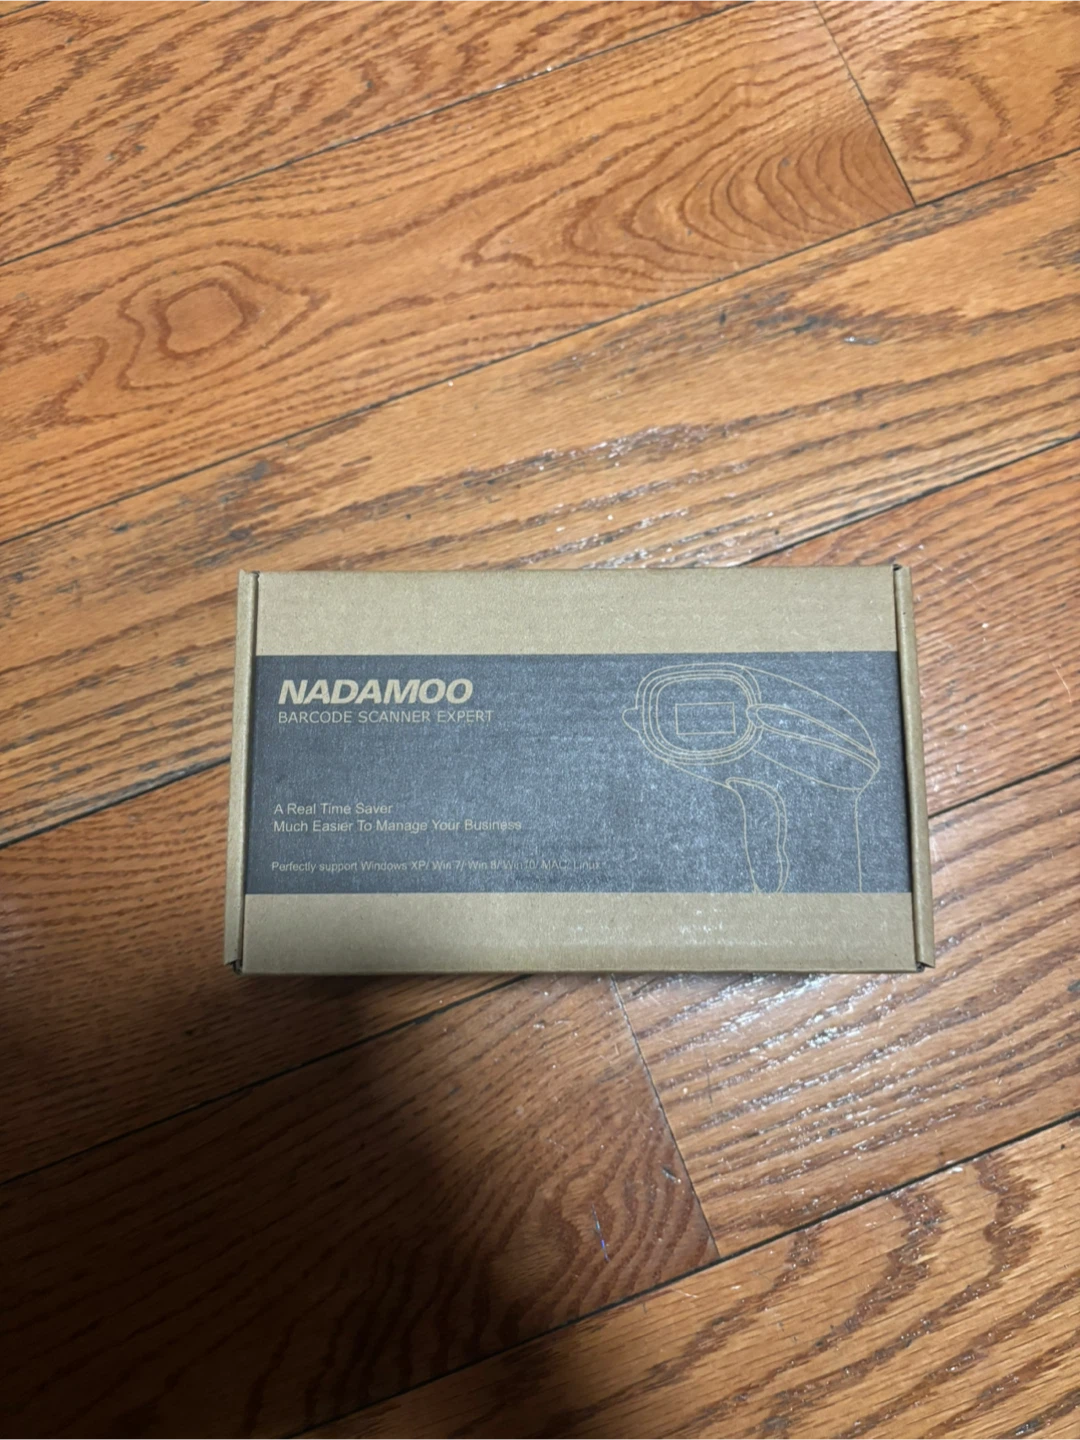 NADAMOO
BARCODE SCANNER EXPERT
A Real Time Saver
Much Easier To Manage Your Business
Perfectly support Windows XP/ Win 7/ Win 8/ Win 10/ MAC/ Linux